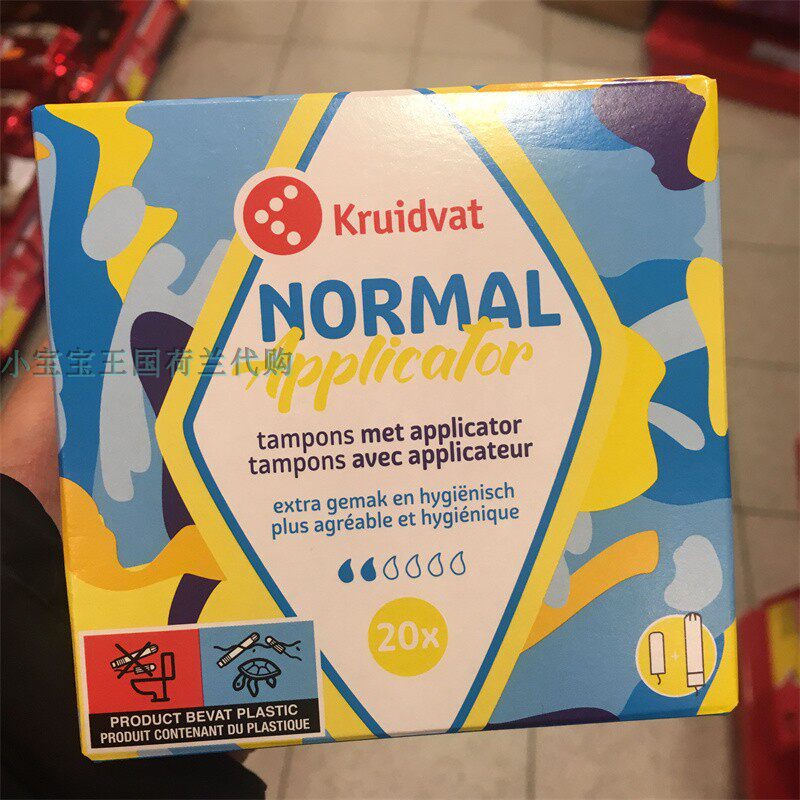 Kruidvat
NORMAL
Applicator
小宝宝王国荷兰代购
tampons met applicator
tampons avec applicateur
extra gemak en hygiënisch
plus agréable et hygiénique
20x
PRODUCT BEVAT PLASTIC
PRODUIT CONTENANT DU PLASTIQUE